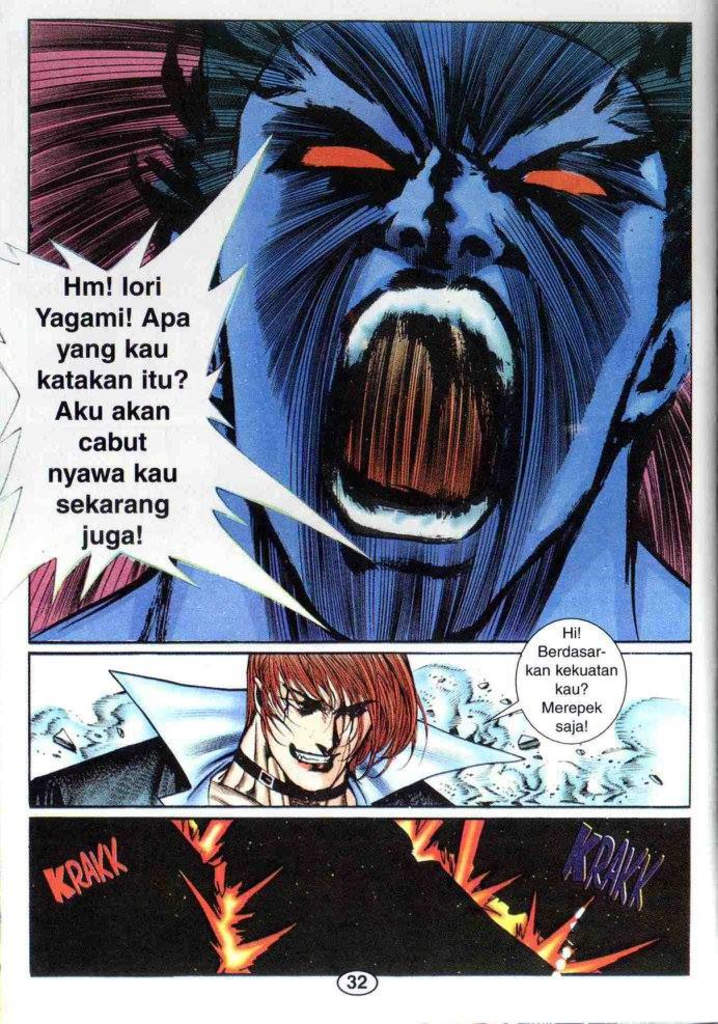 Hm! Iori
Yagami! Apa
yang kau
katakan itu?
Aku akan
cabut
nyawa kau
sekarang
juga!
Hi!
Berdasar-
kan kekuatan
kau?
Merepek
saja!
KRAKK
KRAKK
32